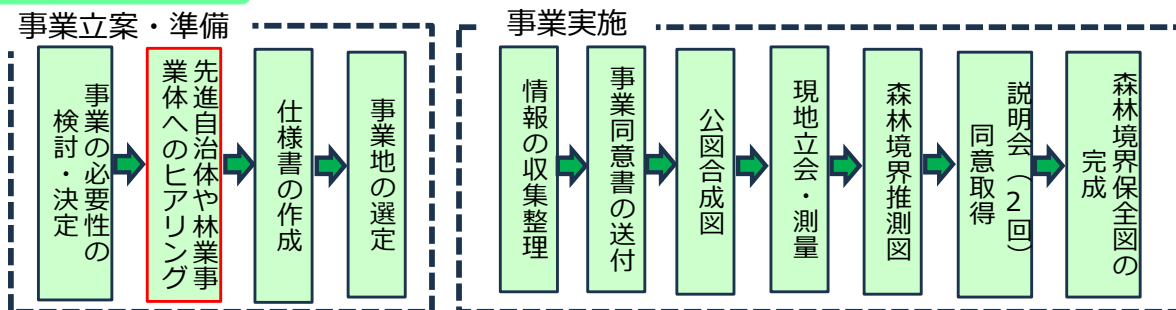 事業立案・準備
事業の必要性の
検討・決定
先進自治体や林業事
業体へのヒアリング
仕様書の作成
事業地の選定
事業実施
情報の収集整理
事業同意書の送付
公図合成図
現地立会・測量
森林境界推測図
説明会（2回）
同意取得
森林境界保全図の
完成